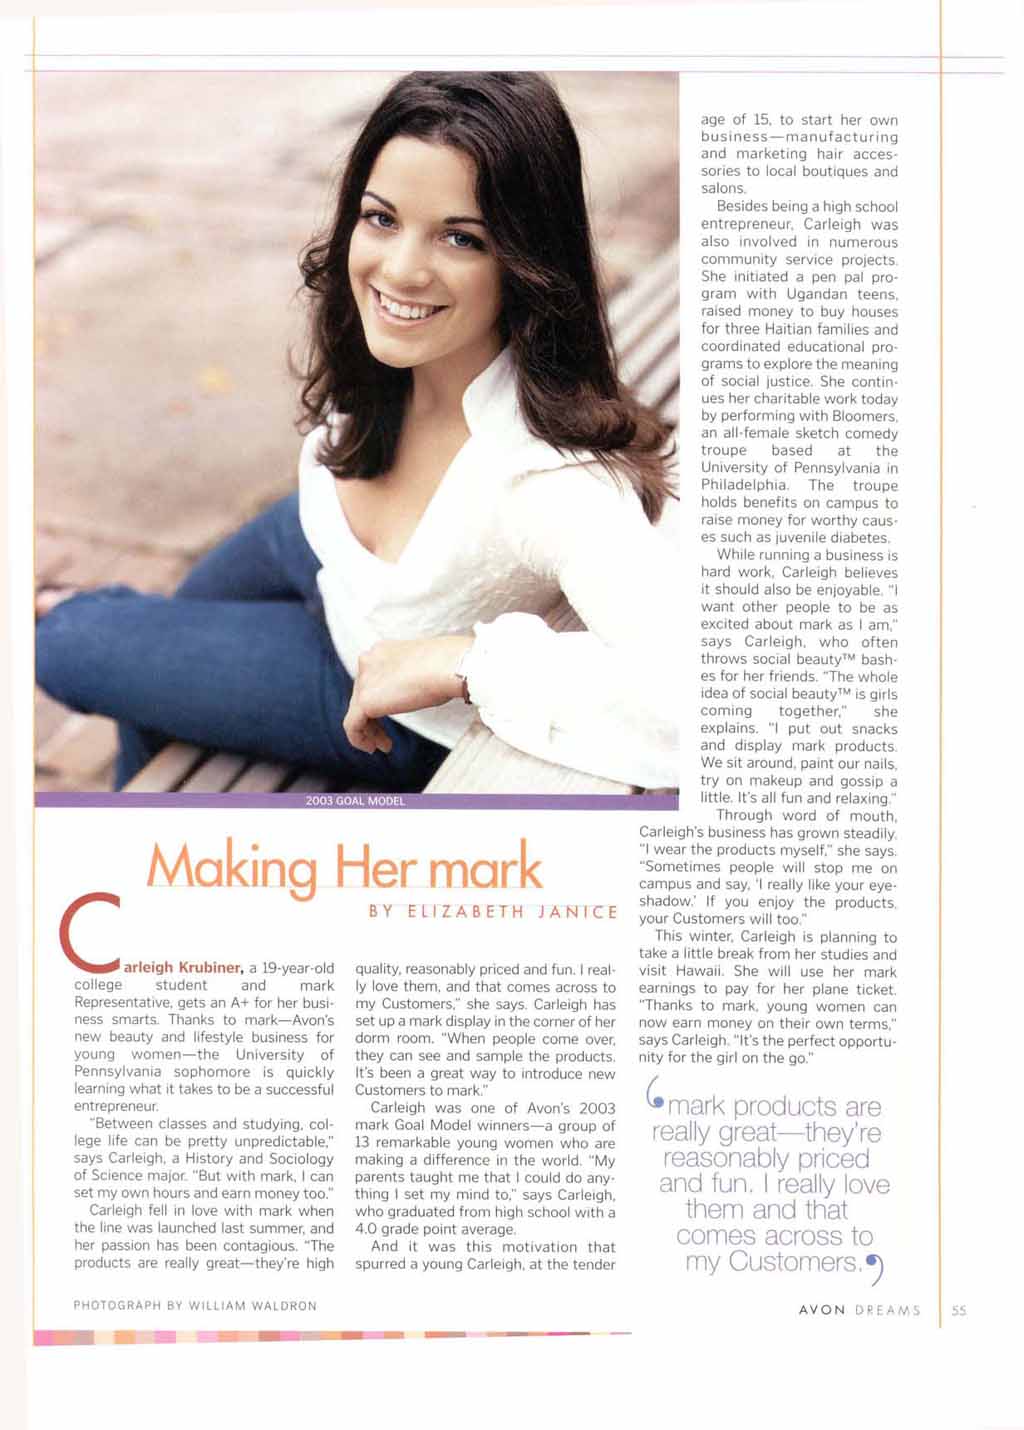 2003 GOAL MODEL
Making Her mark
BY ELIZABETH JANICE
Carleigh Krubiner, a 19-year-old
college student and mark
Representative, gets an A+ for her busi-
ness smarts. Thanks to mark—Avon's
new beauty and lifestyle business for
young women—the University of
Pennsylvania sophomore is quickly
learning what it takes to be a successful
entrepreneur.
"Between classes and studying, col-
lege life can be pretty unpredictable,"
says Carleigh, a History and Sociology
of Science major. "But with mark, I can
set my own hours and earn money too."
Carleigh fell in love with mark when
the line was launched last summer, and
her passion has been contagious. "The
products are really great—they're high
quality, reasonably priced and fun. I real-
ly love them, and that comes across to
my Customers," she says. Carleigh has
set up a mark display in the corner of her
dorm room. "When people come over,
they can see and sample the products.
It's been a great way to introduce new
Customers to mark."
Carleigh was one of Avon's 2003
mark Goal Model winners—a group of
13 remarkable young women who are
making a difference in the world. "My
parents taught me that I could do any-
thing I set my mind to," says Carleigh,
who graduated from high school with a
4.0 grade point average.
And it was this motivation that
spurred a young Carleigh, at the tender
age of 15, to start her own
business—manufacturing
and marketing hair acces-
sories to local boutiques and
salons.
Besides being a high school
entrepreneur, Carleigh was
also involved in numerous
community service projects.
She initiated a pen pal pro-
gram with Ugandan teens,
raised money to buy houses
for three Haitian families and
coordinated educational pro-
grams to explore the meaning
of social justice. She contin-
ues her charitable work today
by performing with Bloomers,
an all-female sketch comedy
troupe based at the
University of Pennsylvania in
Philadelphia. The troupe
holds benefits on campus to
raise money for worthy caus-
es such as juvenile diabetes.
While running a business is
hard work, Carleigh believes
it should also be enjoyable. "I
want other people to be as
excited about mark as I am,"
says Carleigh, who often
throws social beauty™ bash-
es for her friends. "The whole
idea of social beauty™ is girls
coming together," she
explains. "I put out snacks
and display mark products.
We sit around, paint our nails,
try on makeup and gossip a
little. It's all fun and relaxing."
Through word of mouth,
Carleigh's business has grown steadily.
"I wear the products myself," she says.
"Sometimes people will stop me on
campus and say, 'I really like your eye-
shadow.' If you enjoy the products,
your Customers will too."
This winter, Carleigh is planning to
take a little break from her studies and
visit Hawaii. She will use her mark
earnings to pay for her plane ticket.
"Thanks to mark, young women can
now earn money on their own terms,"
says Carleigh. "It's the perfect opportu-
nity for the girl on the go."
‘mark products are
really great—they're
reasonably priced
and fun. I really love
them and that
comes across to
my Customers.’
PHOTOGRAPH BY WILLIAM WALDRON
AVON DREAMS 55